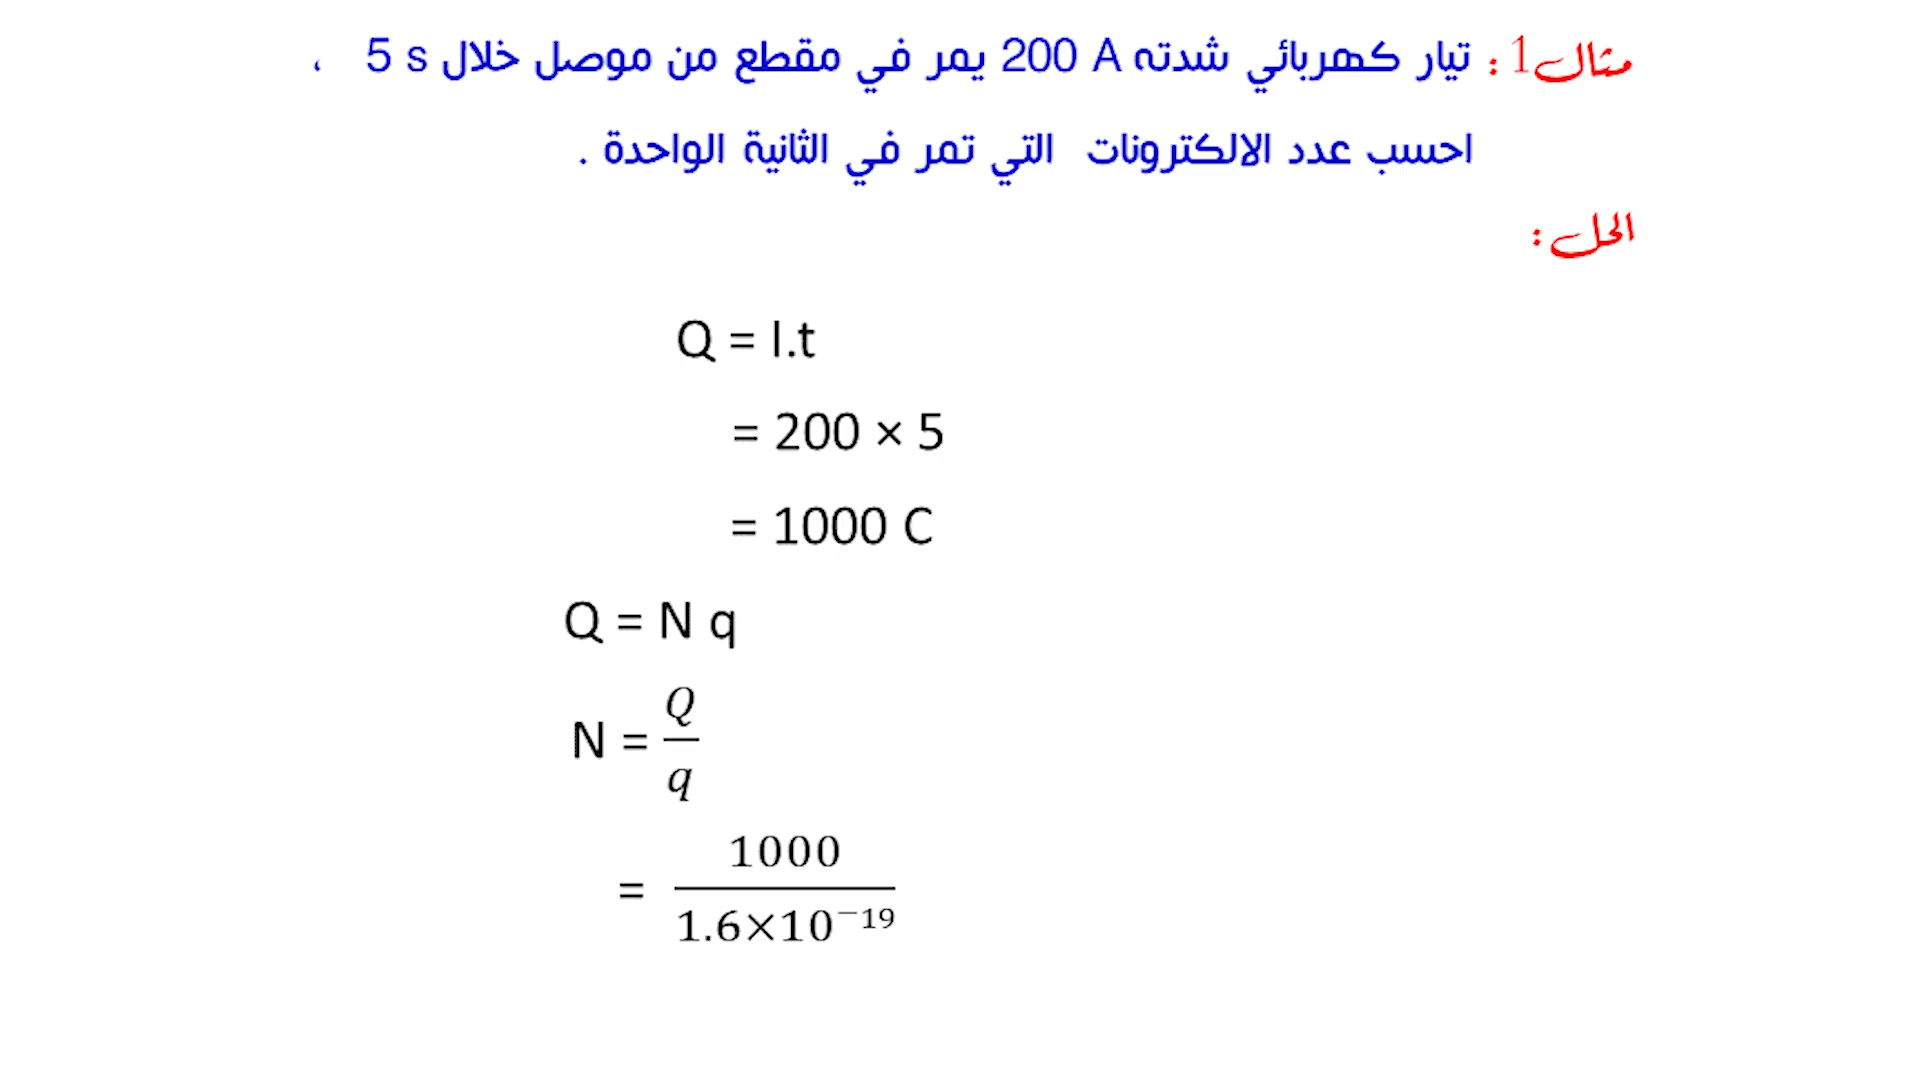 مثال1 : تيار كهربائي شدته 200 A يمر في مقطع من موصل خلال 5 s ،
احسب عدد الالكترونات التي تمر في الثانية الواحدة .
الحل :
Q = I.t
= 200 × 5
= 1000 C
Q = N q
N = Q/q
= 1000/1.6×10⁻¹⁹